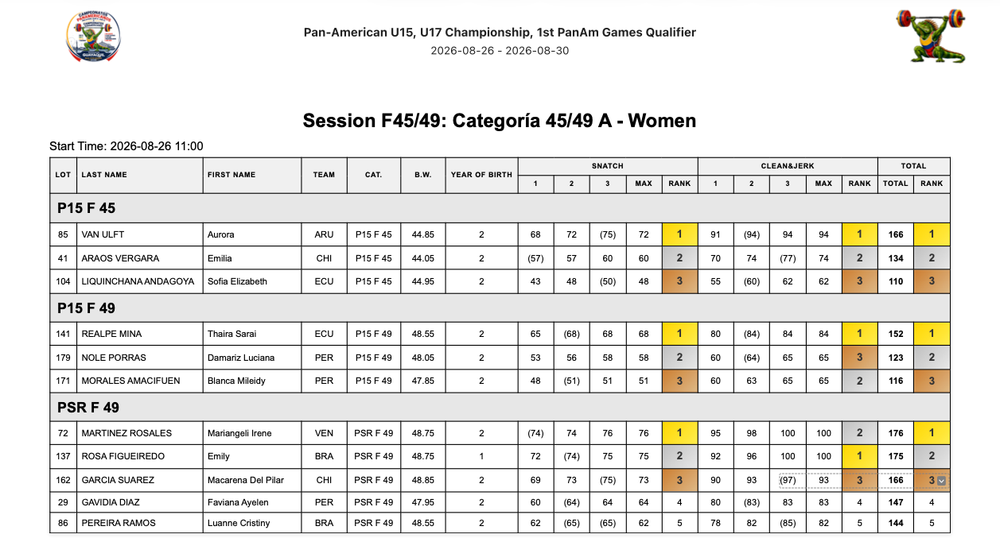 CAMPEONATOS
PANAMERICANOS
GUAYAQUIL
Pan-American U15, U17 Championship, 1st PanAm Games Qualifier
2026-08-26 - 2026-08-30
Session F45/49: Categoría 45/49 A - Women
Start Time: 2026-08-26 11:00
LOT LAST NAME FIRST NAME TEAM CAT. B.W. YEAR OF BIRTH SNATCH CLEAN&JERK TOTAL
1 2 3 MAX RANK 1 2 3 MAX RANK TOTAL RANK
P15 F 45
85 VAN ULFT Aurora ARU P15 F 45 44.85 2 68 72 (75) 72 1 91 (94) 94 94 1 166 1
41 ARAOS VERGARA Emilia CHI P15 F 45 44.05 2 (57) 57 60 60 2 70 74 (77) 74 2 134 2
104 LIQUINCHANA ANDAGOYA Sofia Elizabeth ECU P15 F 45 44.95 2 43 48 (50) 48 3 55 (60) 62 62 3 110 3
P15 F 49
141 REALPE MINA Thaira Sarai ECU P15 F 49 48.55 2 65 (68) 68 68 1 80 (84) 84 84 1 152 1
179 NOLE PORRAS Damariz Luciana PER P15 F 49 48.05 2 53 56 58 58 2 60 (64) 65 65 3 123 2
171 MORALES AMACIFUEN Blanca Mileidy PER P15 F 49 47.85 2 48 (51) 51 51 3 60 63 65 65 2 116 3
PSR F 49
72 MARTINEZ ROSALES Mariangeli Irene VEN PSR F 49 48.75 2 (74) 74 76 76 1 95 98 100 100 2 176 1
137 ROSA FIGUEIREDO Emily BRA PSR F 49 48.75 1 72 (74) 75 75 2 92 96 100 100 1 175 2
162 GARCIA SUAREZ Macarena Del Pilar CHI PSR F 49 48.85 2 69 73 (75) 73 3 90 93 (97) 93 3 166 3
29 GAVIDIA DIAZ Faviana Ayelen PER PSR F 49 47.95 2 60 (64) 64 64 4 80 (83) 83 83 4 147 4
86 PEREIRA RAMOS Luanne Cristiny BRA PSR F 49 48.55 2 62 (65) (65) 62 5 78 82 (85) 82 5 144 5